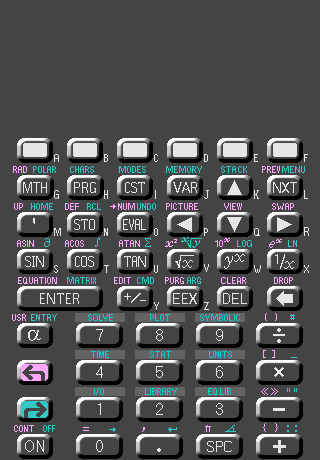 A B C D E F
RAD POLAR CHARS MODES MEMORY STACK PREV MENU
MTH G PRG H CST I VAR J ▲ K NXT L
UP HOME DEF RCL →NUM UNDO PICTURE VIEW SWAP
' M STO N EVAL O ◀ P ▼ Q ▶ R
ASIN ∂ ACOS ∫ ATAN Σ x² 10ˣ LOG eˣ LN
SIN S COS T TAN U √x V yˣ W 1/x X
EQUATION MATRIX EDIT CMD PURG ARG CLEAR DROP
ENTER +/− Y EEX Z DEL
USR ENTRY SOLVE PLOT SYMBOLIC ( ) #
α 7 8 9 ÷
TIME STAT UNITS [ ] _
4 5 6 ×
I/O LIBRARY EQ LIB «» " "
1 2 3 −
CONT OFF = → , ↵ π ∠ { } : :
ON 0 . SPC +